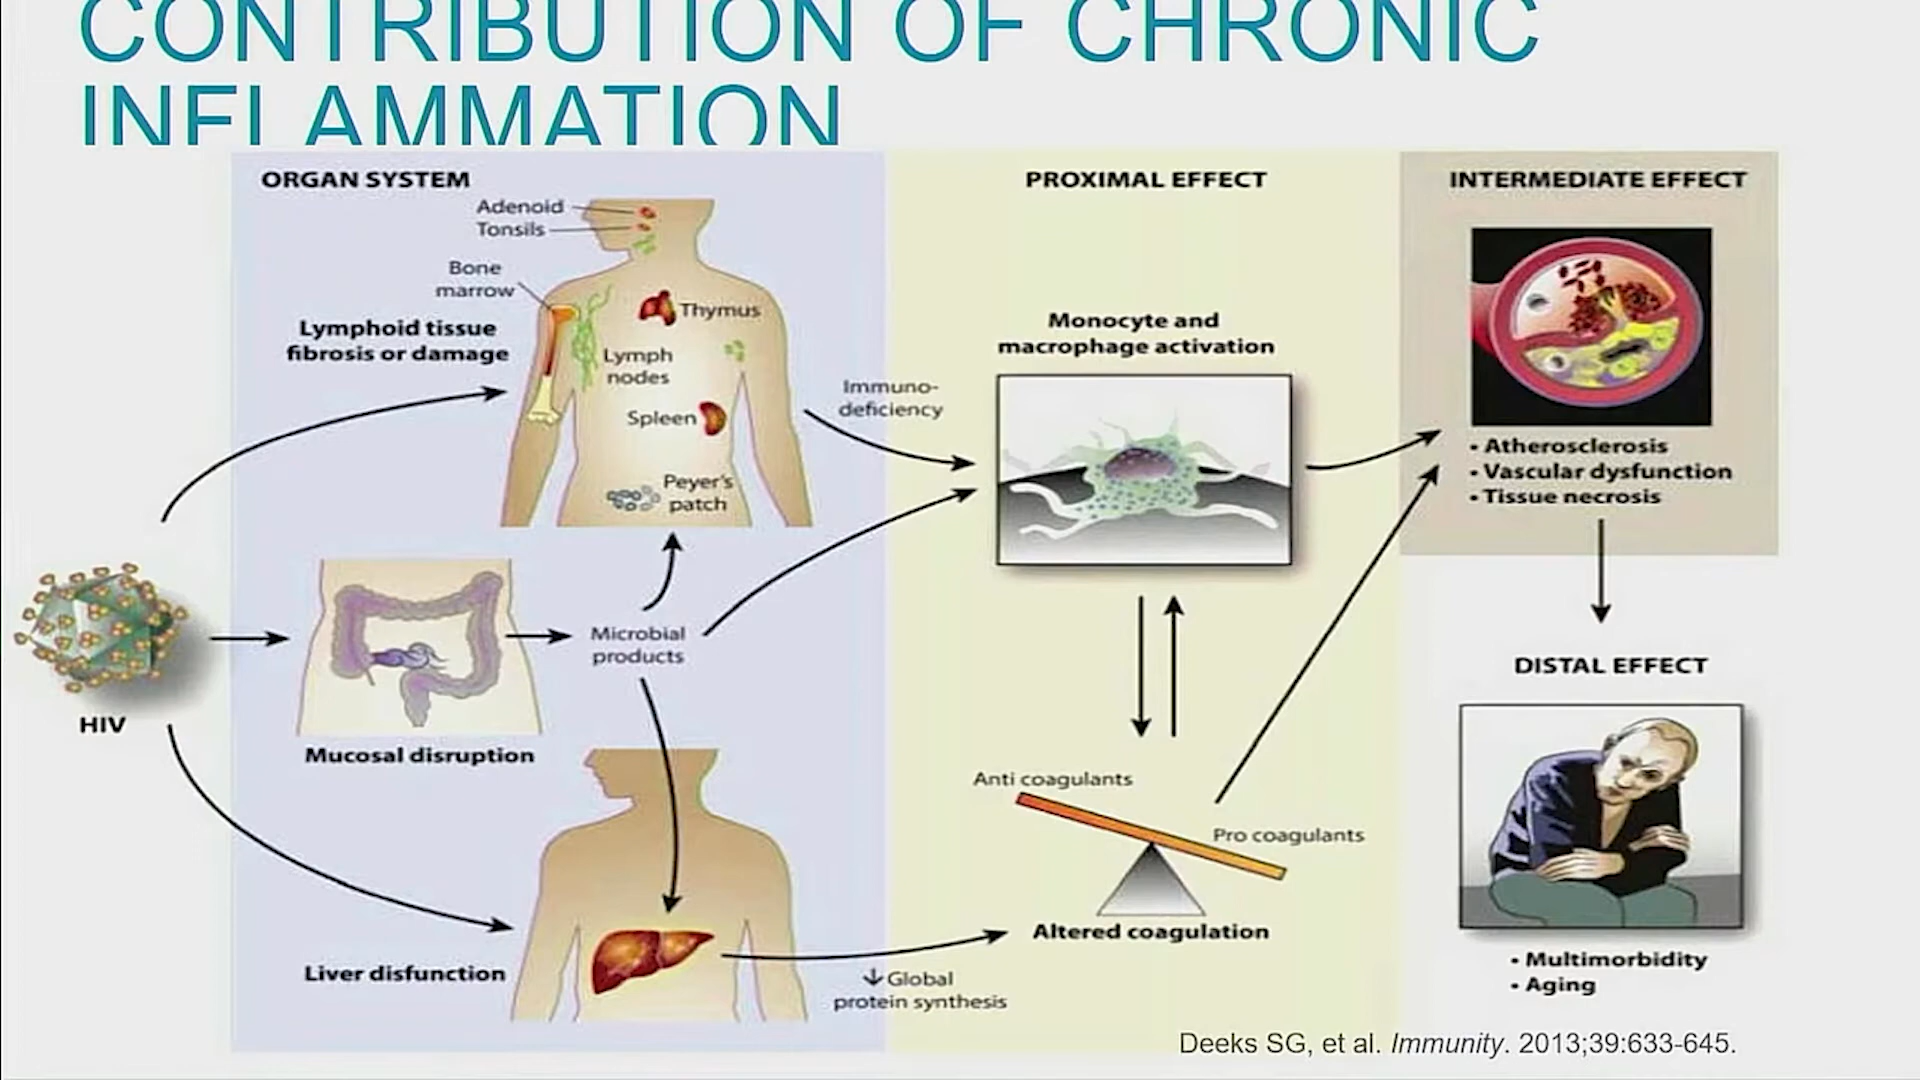 CONTRIBUTION OF CHRONIC
INFLAMMATION
ORGAN SYSTEM
Adenoid
Tonsils
Bone
marrow
Thymus
Lymphoid tissue
fibrosis or damage
Lymph
nodes
Spleen
Peyer's
patch
HIV
Mucosal disruption
Microbial
products
Liver disfunction
Immuno-
deficiency
↓ Global
protein synthesis
PROXIMAL EFFECT
Monocyte and
macrophage activation
Anti coagulants
Pro coagulants
Altered coagulation
INTERMEDIATE EFFECT
• Atherosclerosis
• Vascular dysfunction
• Tissue necrosis
DISTAL EFFECT
• Multimorbidity
• Aging
Deeks SG, et al. Immunity. 2013;39:633-645.